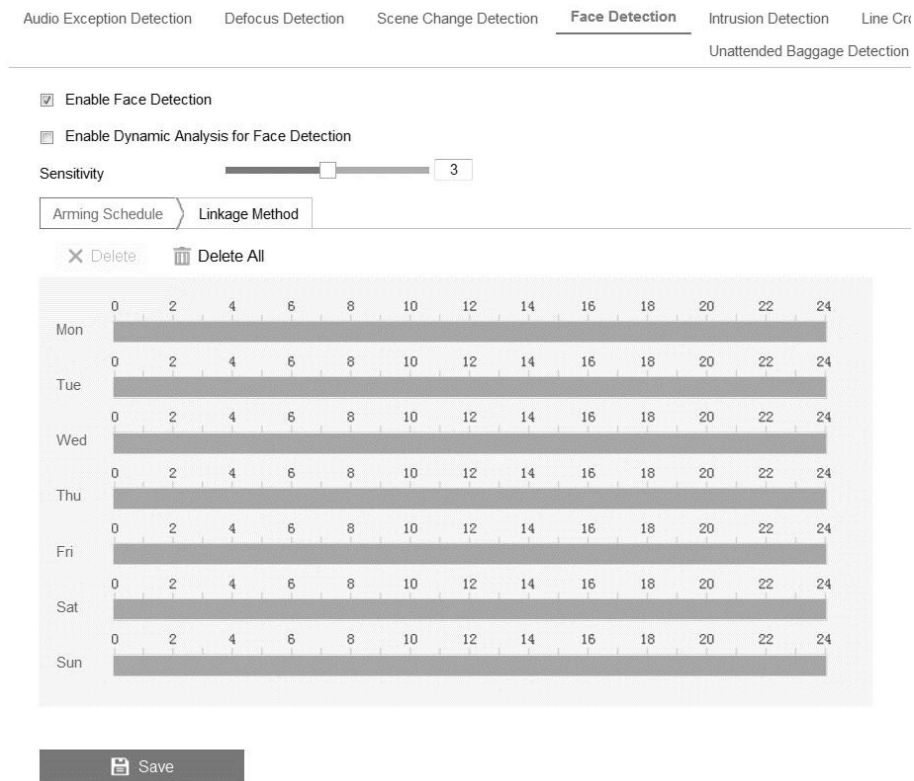 Audio Exception Detection Defocus Detection Scene Change Detection Face Detection Intrusion Detection Line Cro
Unattended Baggage Detection
Enable Face Detection
Enable Dynamic Analysis for Face Detection
Sensitivity 3
Arming Schedule Linkage Method
Delete Delete All
0 2 4 6 8 10 12 14 16 18 20 22 24
Mon
0 2 4 6 8 10 12 14 16 18 20 22 24
Tue
0 2 4 6 8 10 12 14 16 18 20 22 24
Wed
0 2 4 6 8 10 12 14 16 18 20 22 24
Thu
0 2 4 6 8 10 12 14 16 18 20 22 24
Fri
0 2 4 6 8 10 12 14 16 18 20 22 24
Sat
0 2 4 6 8 10 12 14 16 18 20 22 24
Sun
Save